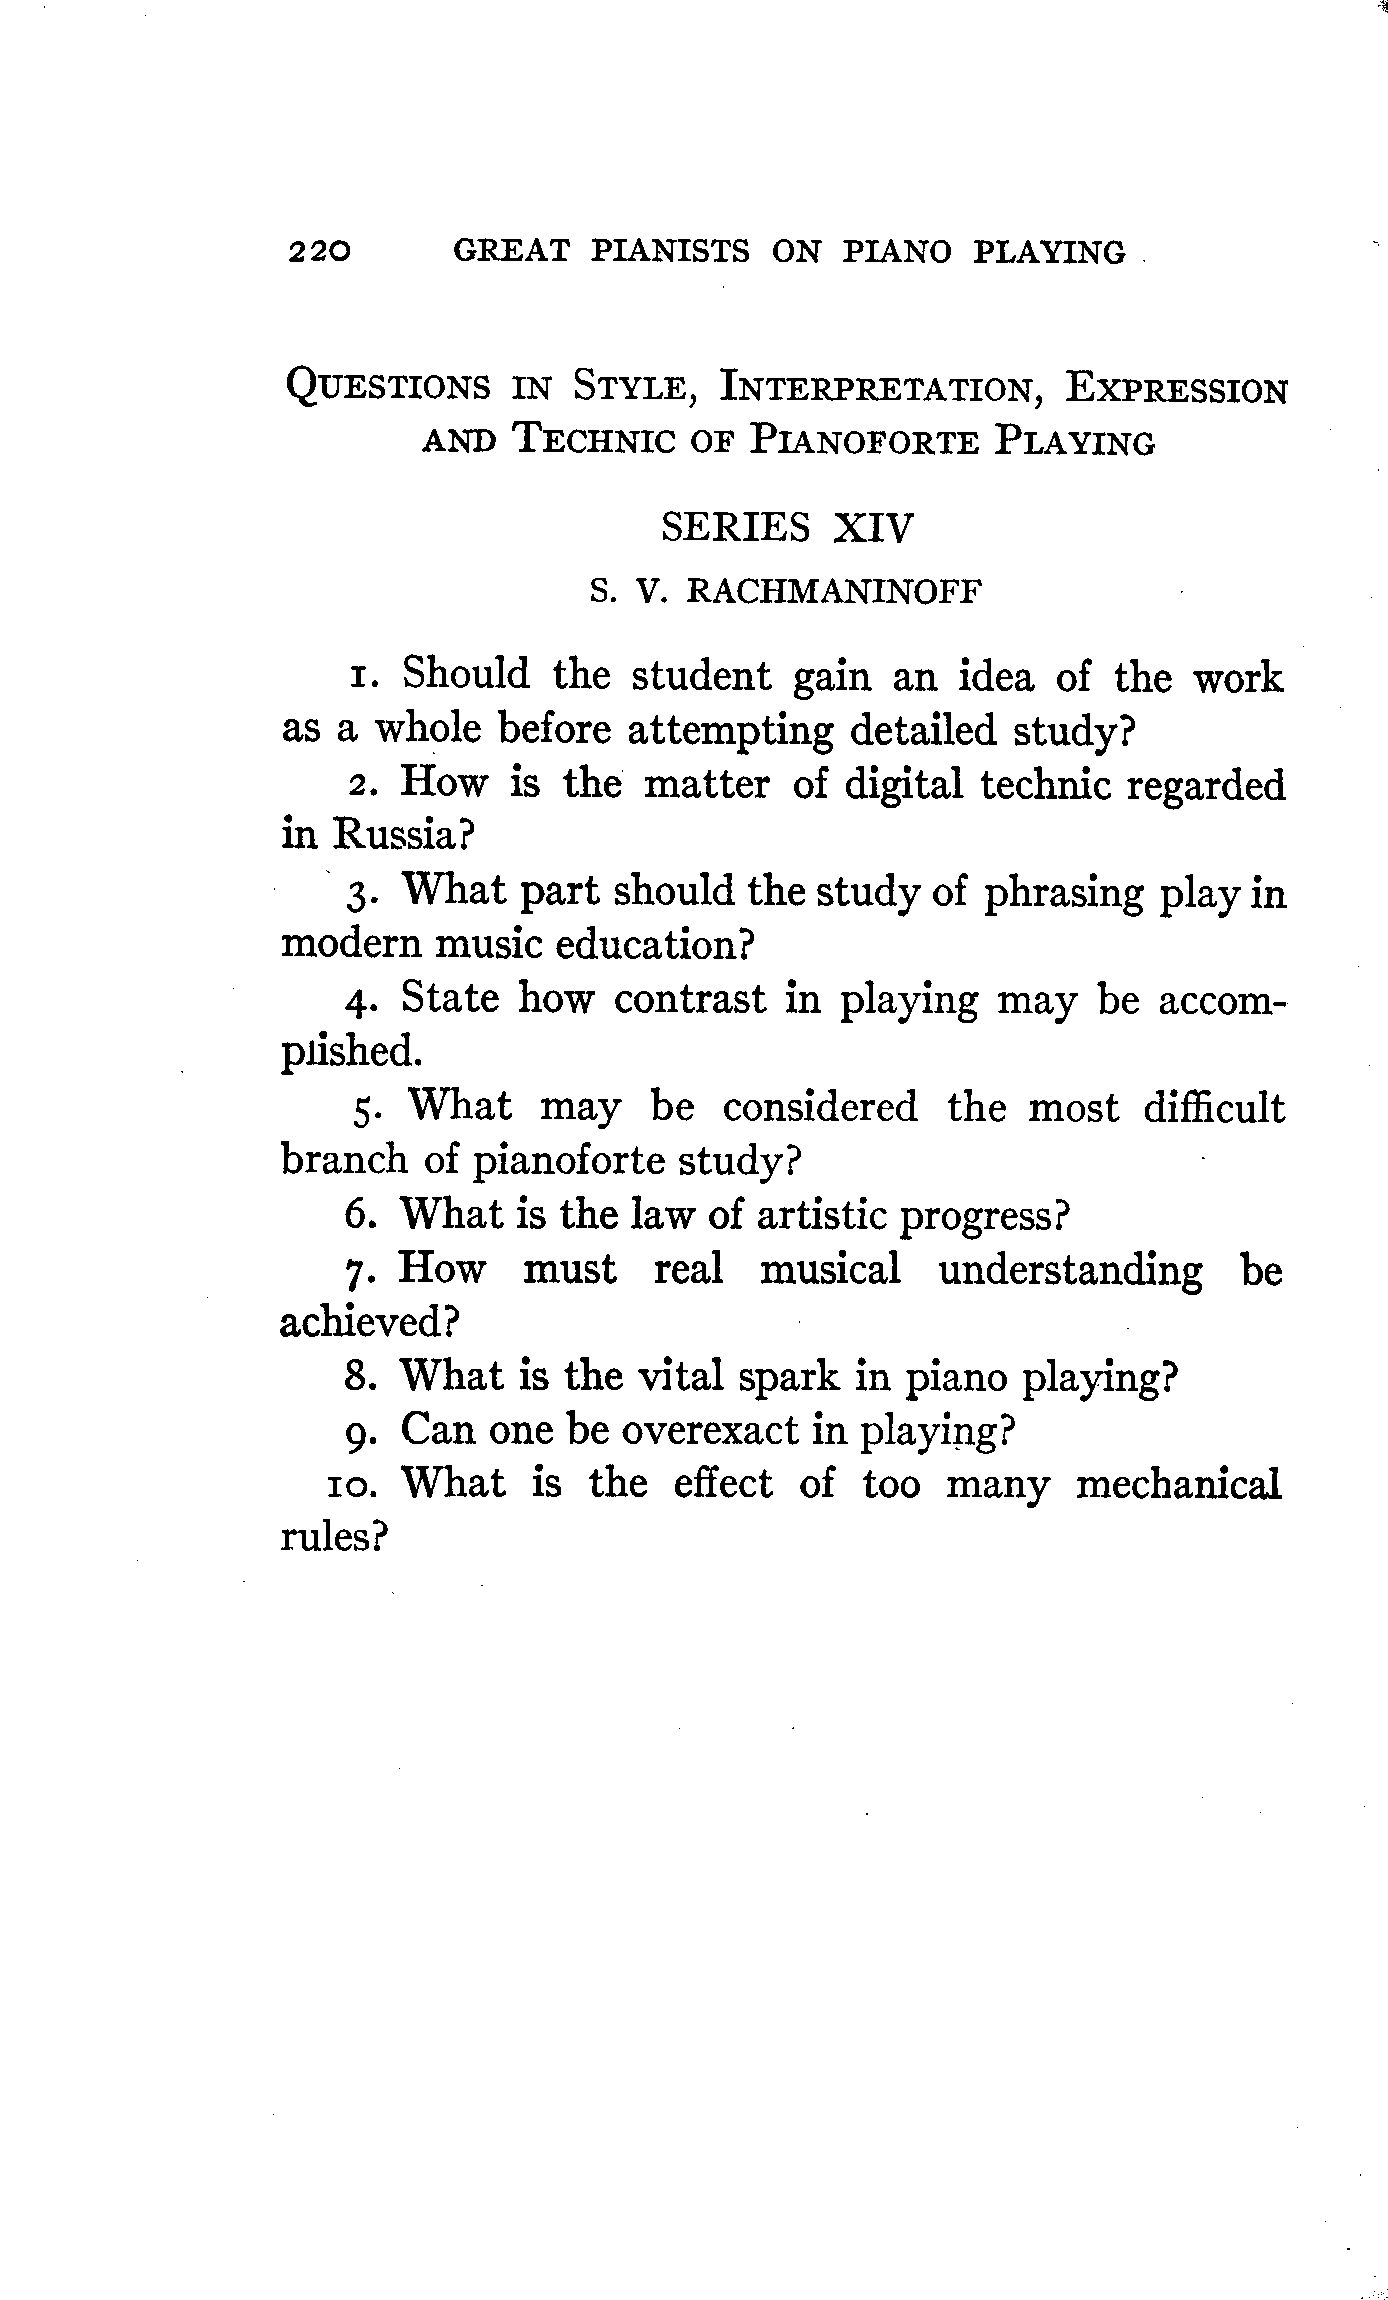 220 GREAT PIANISTS ON PIANO PLAYING
QUESTIONS IN STYLE, INTERPRETATION, EXPRESSION
AND TECHNIC OF PIANOFORTE PLAYING
SERIES XIV
S. V. RACHMANINOFF
1. Should the student gain an idea of the work
as a whole before attempting detailed study?
2. How is the matter of digital technic regarded
in Russia?
3. What part should the study of phrasing play in
modern music education?
4. State how contrast in playing may be accom-
plished.
5. What may be considered the most difficult
branch of pianoforte study?
6. What is the law of artistic progress?
7. How must real musical understanding be
achieved?
8. What is the vital spark in piano playing?
9. Can one be overexact in playing?
10. What is the effect of too many mechanical
rules?